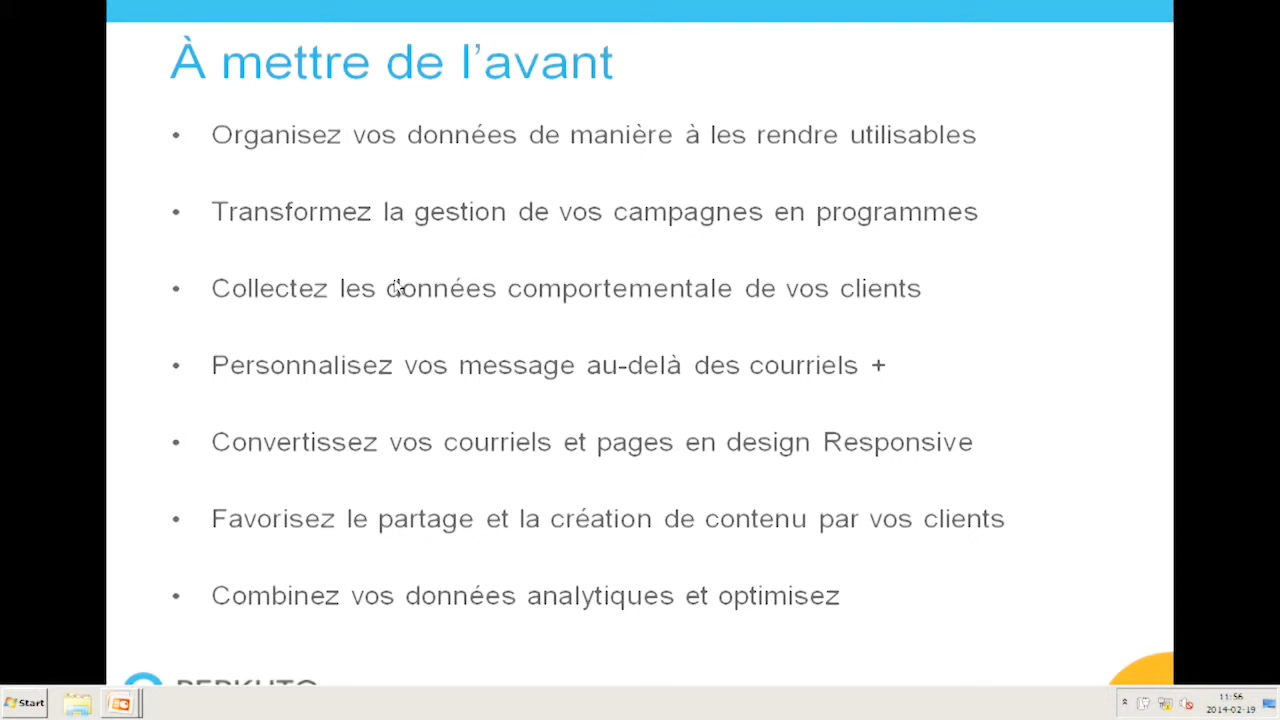 À mettre de l’avant
• Organisez vos données de manière à les rendre utilisables
• Transformez la gestion de vos campagnes en programmes
• Collectez les données comportementale de vos clients
• Personnalisez vos message au-delà des courriels +
• Convertissez vos courriels et pages en design Responsive
• Favorisez le partage et la création de contenu par vos clients
• Combinez vos données analytiques et optimisez
Start
11:56
2014-02-19